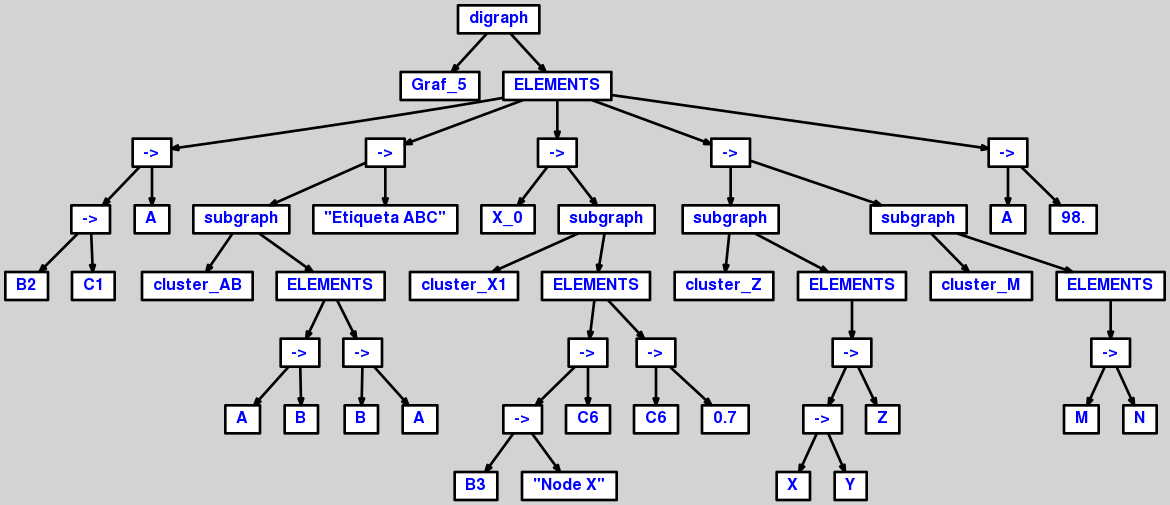 digraph
Graf_5 ELEMENTS
-> -> -> -> ->
-> A subgraph "Etiqueta ABC" X_0 subgraph subgraph subgraph A 98.
B2 C1 cluster_AB ELEMENTS cluster_X1 ELEMENTS cluster_Z ELEMENTS cluster_M ELEMENTS
-> -> -> -> -> ->
A B B A -> C6 C6 0.7 -> Z M N
B3 "Node X" X Y